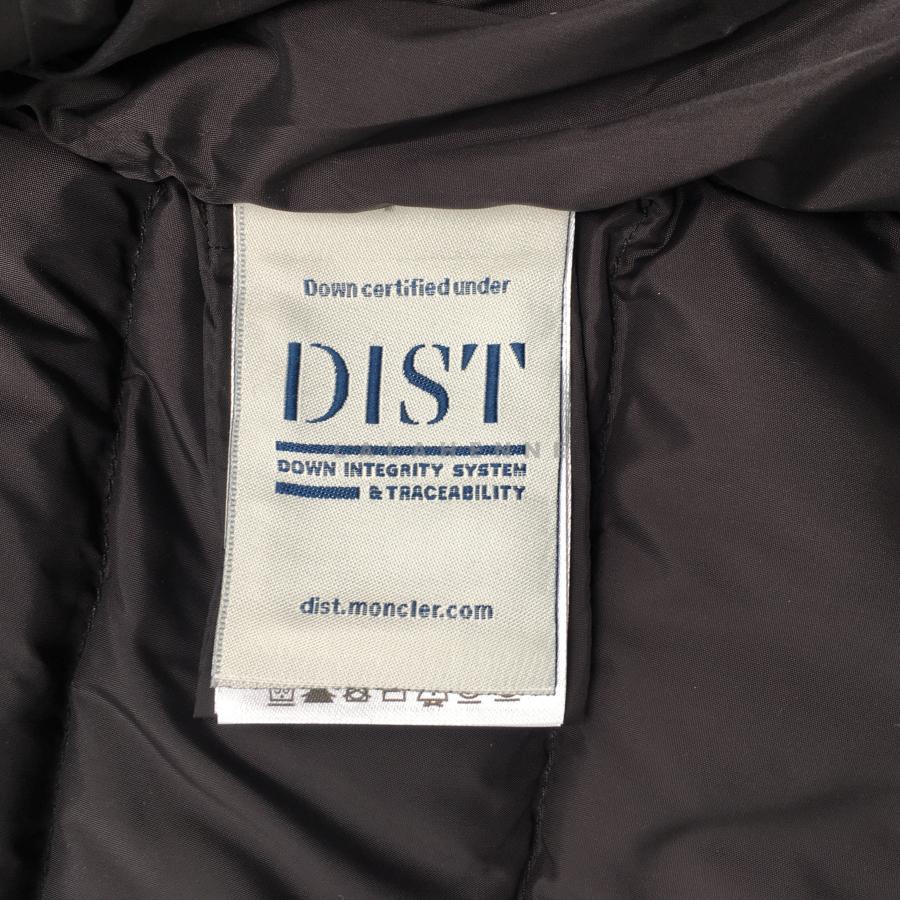 Down certified under
DIST
DOWN INTEGRITY SYSTEM
& TRACEABILITY
dist.moncler.com